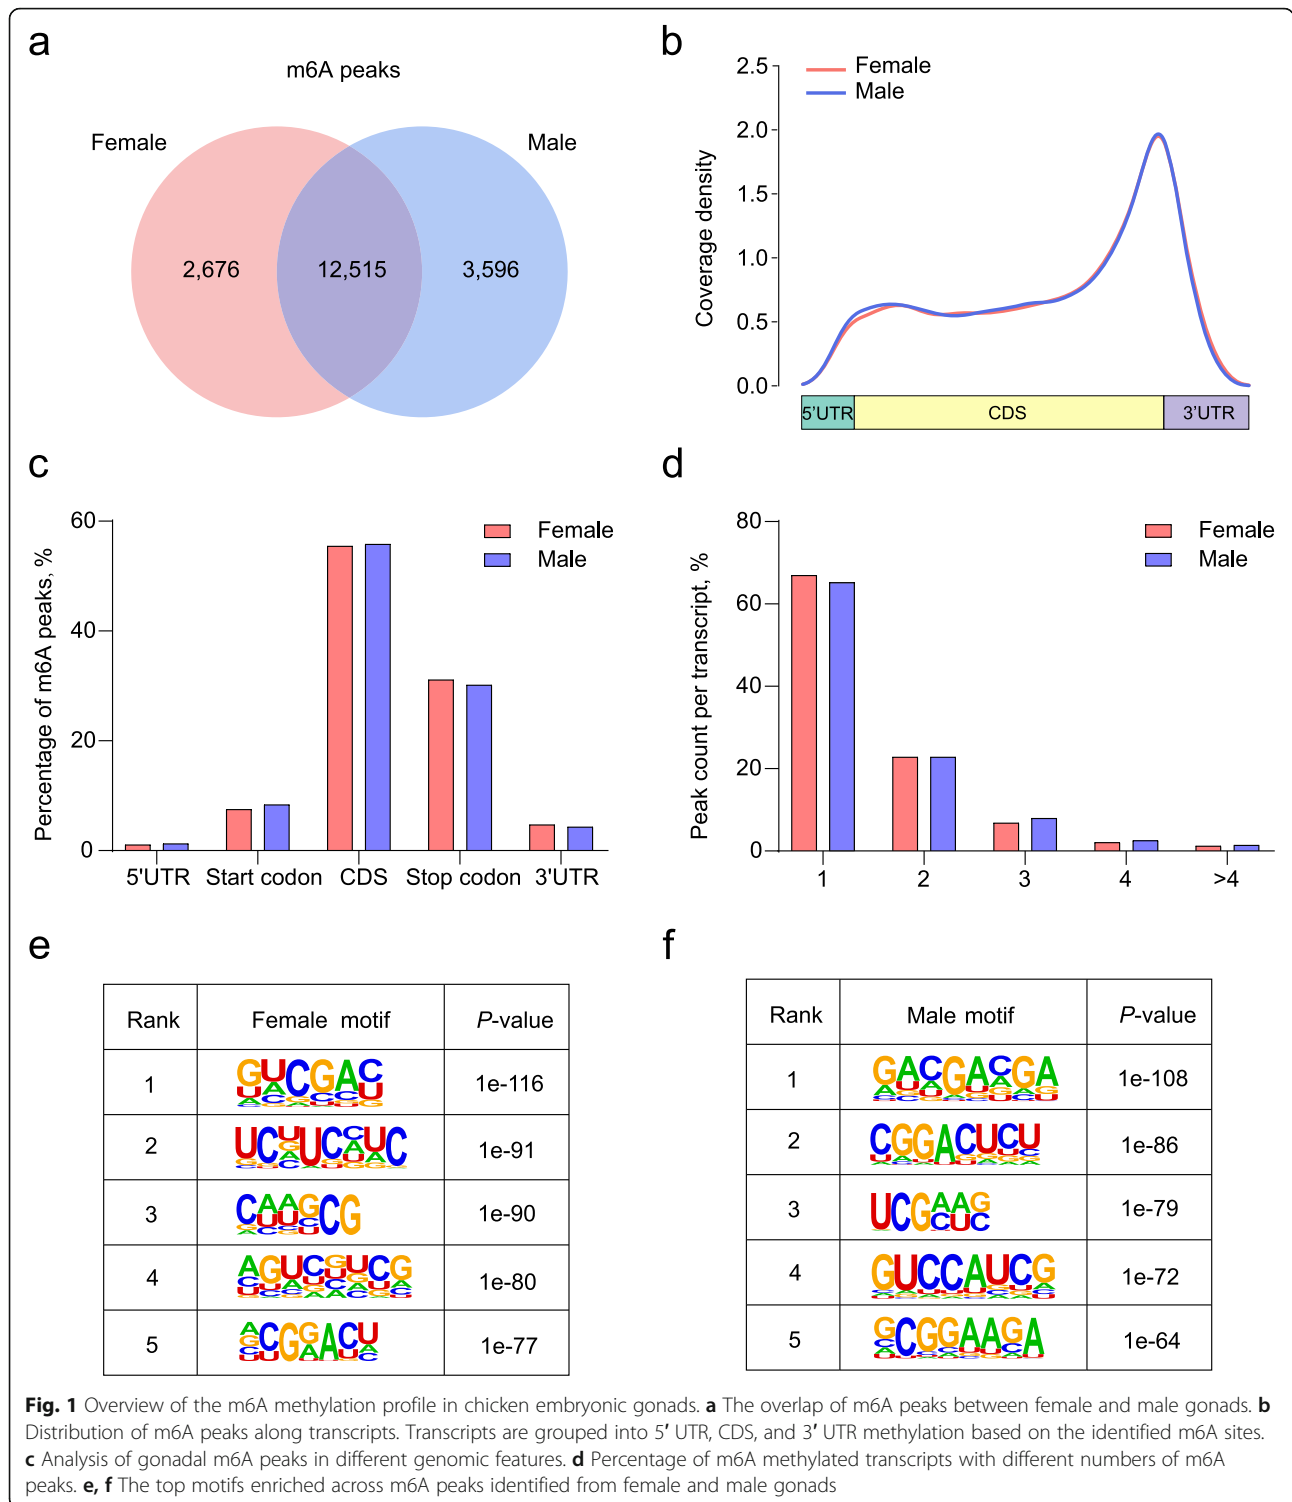 a
m6A peaks
Female
Male
2,676
12,515
3,596
b
2.5
2.0
1.5
1.0
0.5
0.0
Coverage density
Female
Male
5'UTR
CDS
3'UTR
c
60
40
20
0
Percentage of m6A peaks, %
Female
Male
5'UTR
Start codon
CDS
Stop codon
3'UTR
d
80
60
40
20
0
Peak count per transcript, %
Female
Male
1
2
3
4
>4
e
Rank Female motif P-value
1 GUCGAC 1e-116
2 UCUUCCUC 1e-91
3 CAAGCG 1e-90
4 AGUCGUCG 1e-80
5 ACGGACU 1e-77
f
Rank Male motif P-value
1 GACGACGA 1e-108
2 CGGACUCU 1e-86
3 UCGAAG 1e-79
4 GUCCAUCG 1e-72
5 GCGGAAGA 1e-64
Fig. 1 Overview of the m6A methylation profile in chicken embryonic gonads. a The overlap of m6A peaks between female and male gonads. b
Distribution of m6A peaks along transcripts. Transcripts are grouped into 5′ UTR, CDS, and 3′ UTR methylation based on the identified m6A sites.
c Analysis of gonadal m6A peaks in different genomic features. d Percentage of m6A methylated transcripts with different numbers of m6A
peaks. e, f The top motifs enriched across m6A peaks identified from female and male gonads